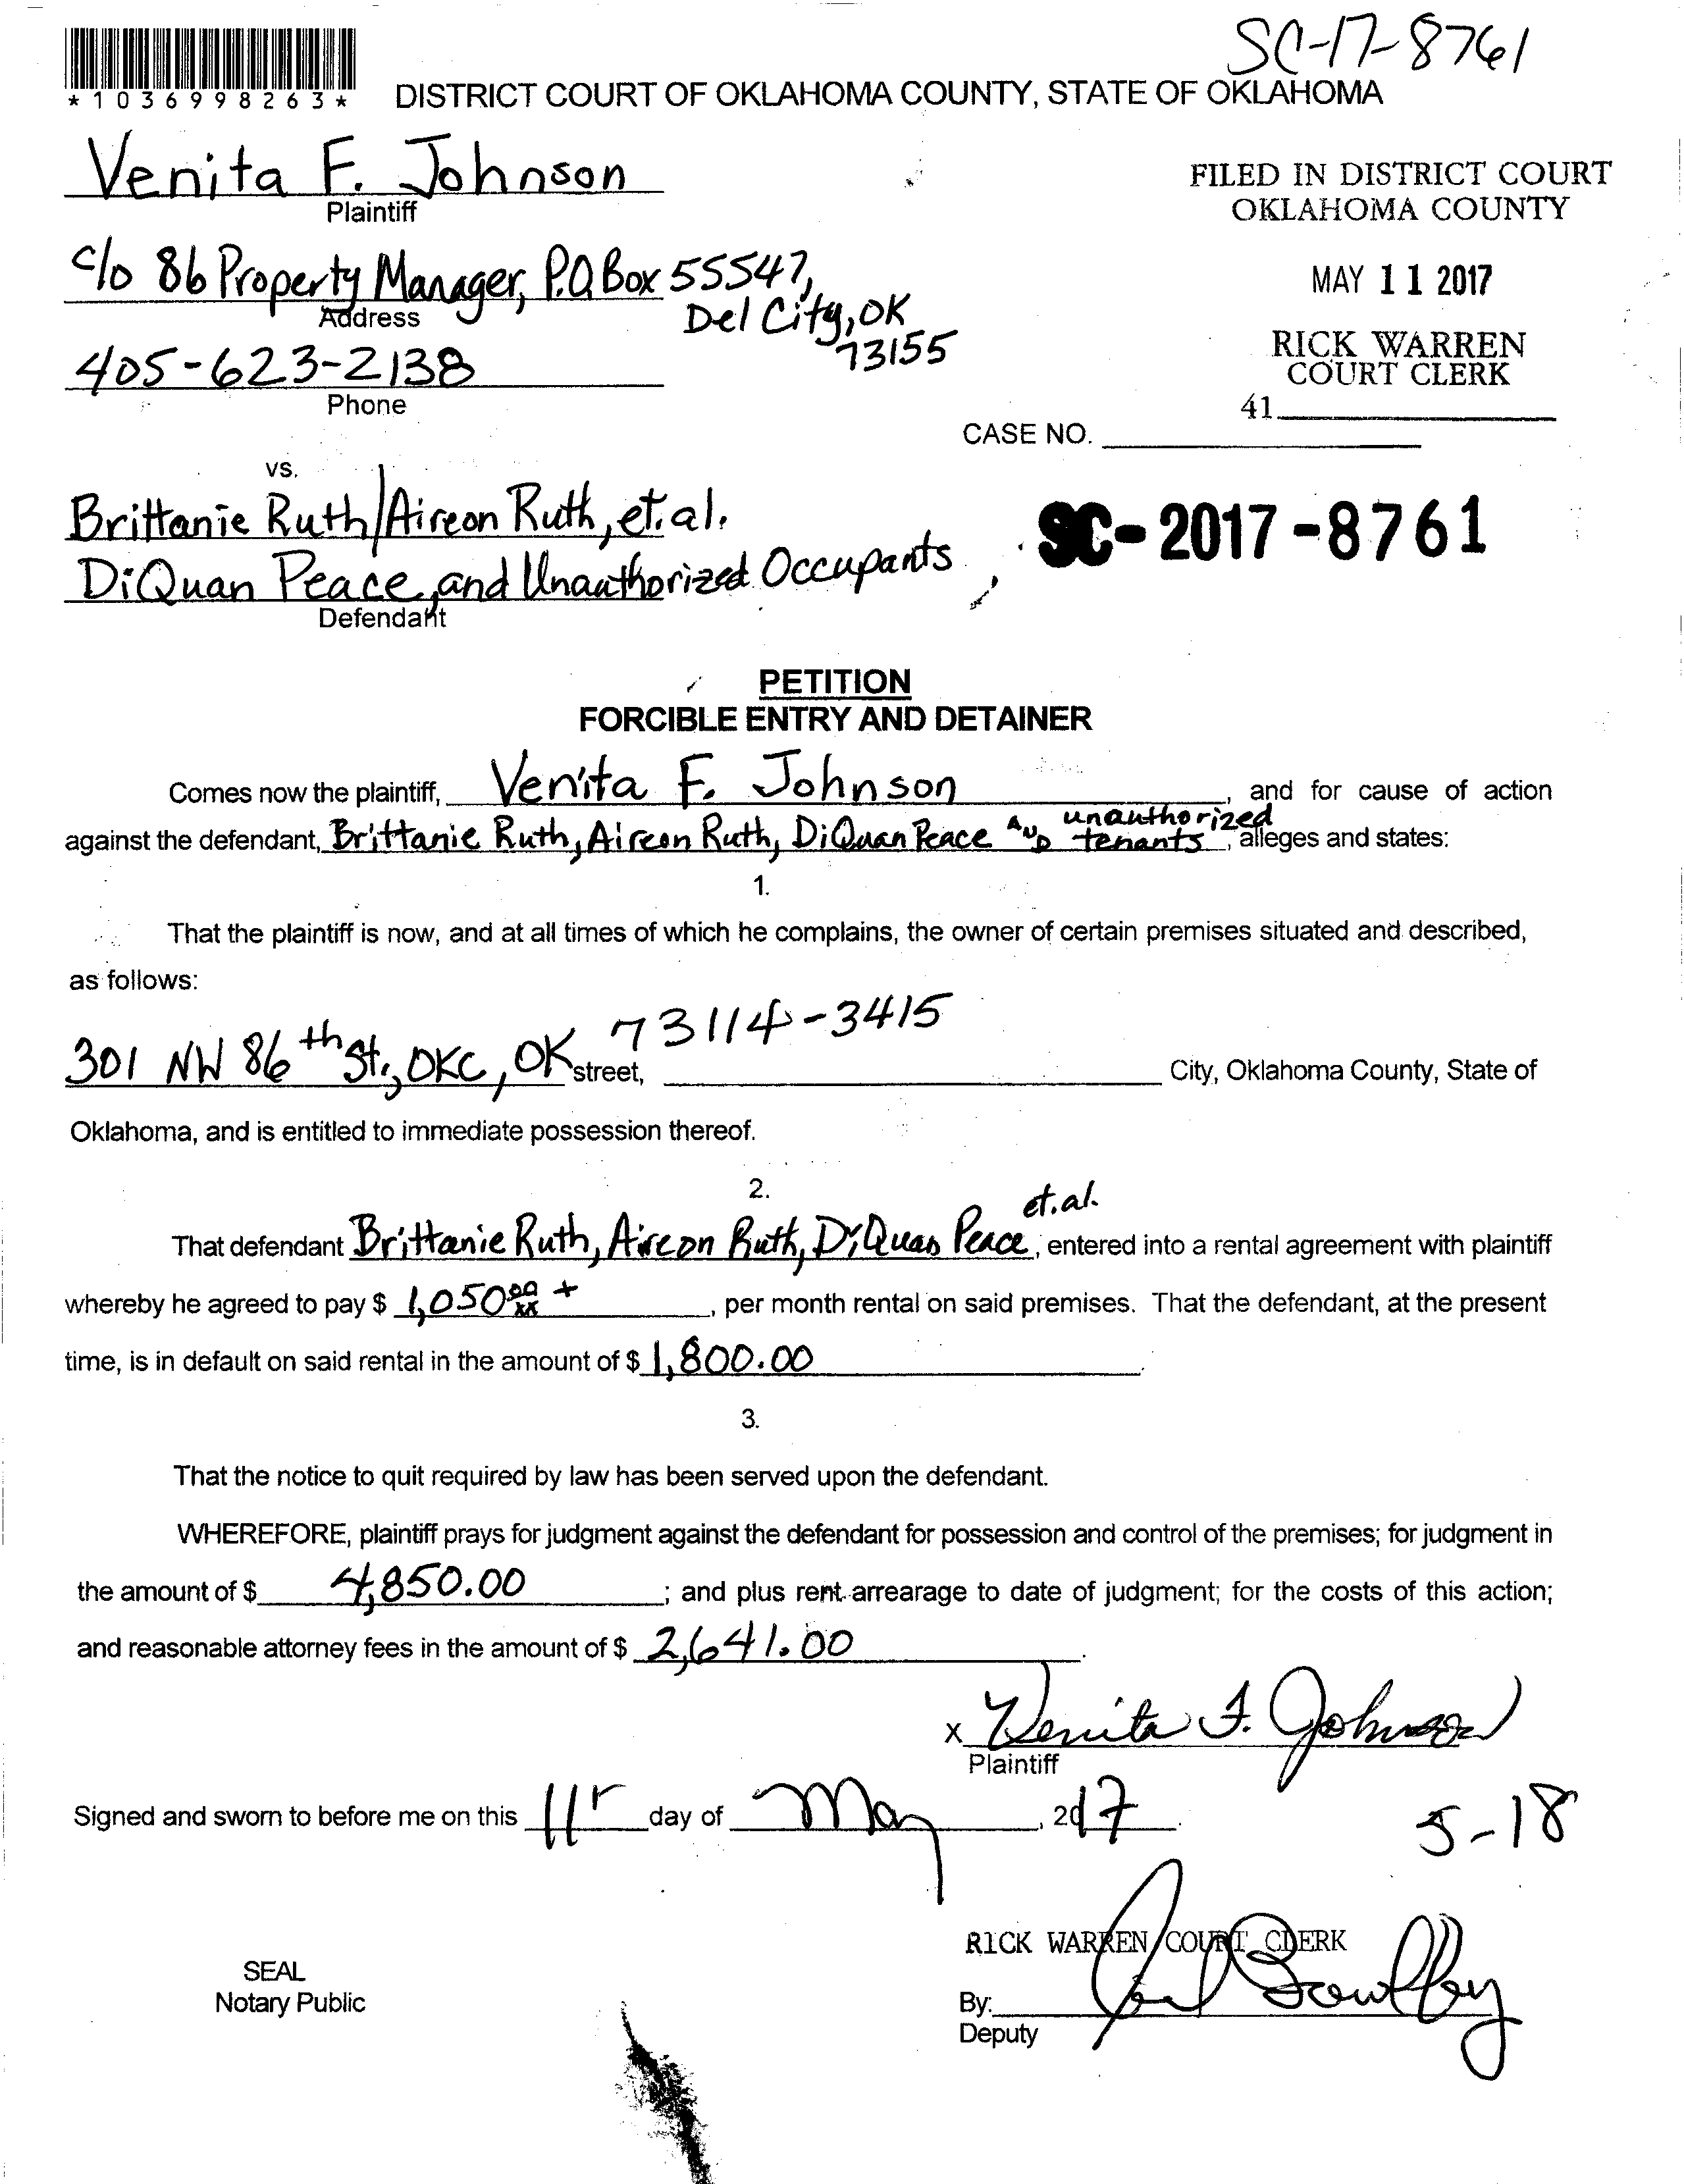 SC-17-8761
*1036998263*
DISTRICT COURT OF OKLAHOMA COUNTY, STATE OF OKLAHOMA
Venita F. Johnson
Plaintiff
FILED IN DISTRICT COURT
OKLAHOMA COUNTY
c/o 86 Property Manager, P.O. Box 55547,
Del City, OK
73155
Address
MAY 11 2017
405-623-2138
Phone
RICK WARREN
COURT CLERK
41
CASE NO.
vs.
Brittanie Ruth/Aireon Ruth, et. al.
DiQuan Peace, and Unauthorized Occupants
Defendant
SC-2017-8761
PETITION
FORCIBLE ENTRY AND DETAINER
Comes now the plaintiff, Venita F. Johnson, and for cause of action
against the defendant, Brittanie Ruth, Aireon Ruth, DiQuan Peace AND unauthorized tenants, alleges and states:
1.
That the plaintiff is now, and at all times of which he complains, the owner of certain premises situated and described,
as follows:
301 NW 86th St., OKC, OK 73114-3415 street, City, Oklahoma County, State of
Oklahoma, and is entitled to immediate possession thereof.
2.
That defendant Brittanie Ruth, Aireon Ruth, DiQuan Peace et. al., entered into a rental agreement with plaintiff
whereby he agreed to pay $ 1,050 00/xx +, per month rental on said premises. That the defendant, at the present
time, is in default on said rental in the amount of $ 1,800.00.
3.
That the notice to quit required by law has been served upon the defendant.
WHEREFORE, plaintiff prays for judgment against the defendant for possession and control of the premises; for judgment in
the amount of $ 4,850.00; and plus rent arrearage to date of judgment; for the costs of this action;
and reasonable attorney fees in the amount of $ 2,641.00.
x Venita F. Johnson
Plaintiff
Signed and sworn to before me on this 11 day of May, 2017.
5-18
RICK WARREN COURT CLERK
SEAL
Notary Public
By:
Deputy